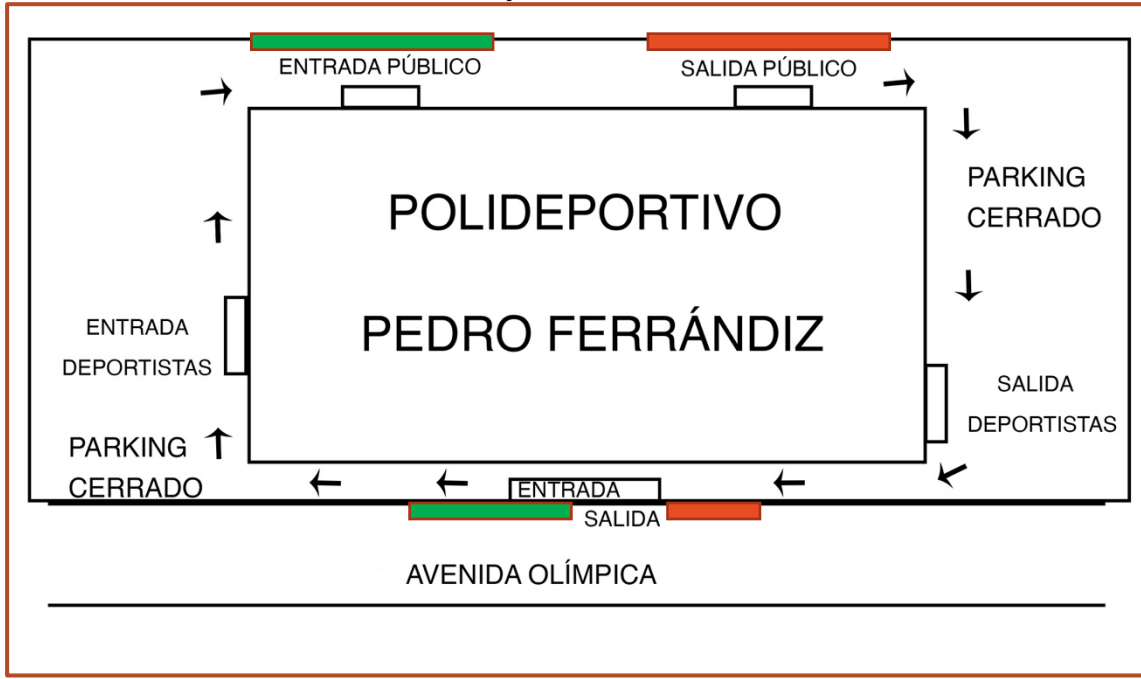 ENTRADA PÚBLICO
SALIDA PÚBLICO
PARKING
CERRADO
POLIDEPORTIVO
PEDRO FERRÁNDIZ
ENTRADA
DEPORTISTAS
SALIDA
DEPORTISTAS
PARKING
CERRADO
ENTRADA
SALIDA
AVENIDA OLÍMPICA